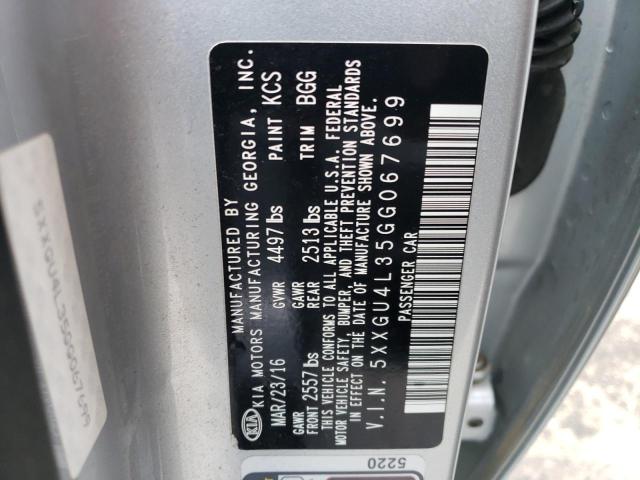 MANUFACTURED BY
KIA KIA MOTORS MANUFACTURING GEORGIA, INC.
MAR/23/16 GVWR 4497 lbs PAINT KCS
GAWR FRONT 2557 lbs GAWR REAR 2513 lbs TRIM BGG
THIS VEHICLE CONFORMS TO ALL APPLICABLE U.S.A. FEDERAL
MOTOR VEHICLE SAFETY, BUMPER, AND THEFT PREVENTION STANDARDS
IN EFFECT ON THE DATE OF MANUFACTURE SHOWN ABOVE.
V.I.N. 5XXGU4L35GG067699
PASSENGER CAR
5220
5XXGU4L35GG067699